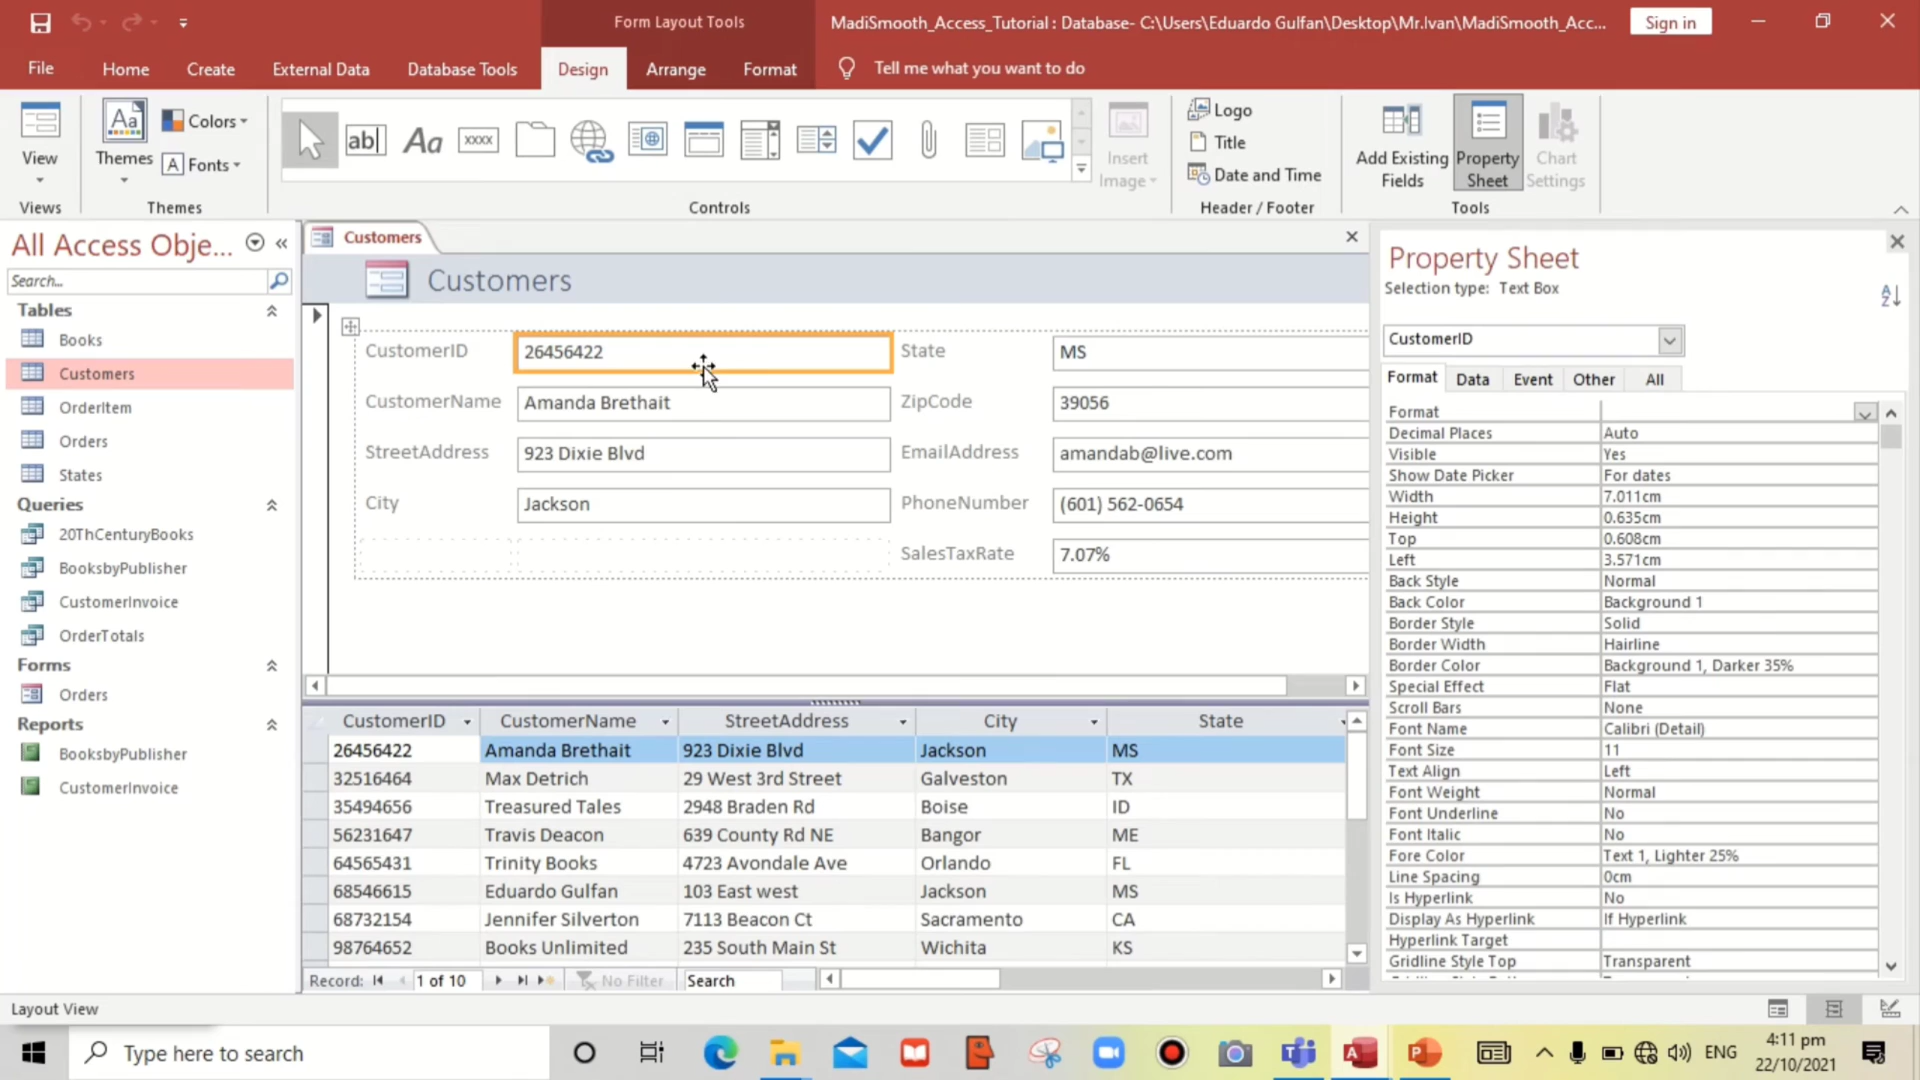 Form Layout Tools
MadiSmooth_Access_Tutorial : Database- C:\Users\Eduardo Gulfan\Desktop\Mr.Ivan\MadiSmooth_Acc...
Sign in
File
Home
Create
External Data
Database Tools
Design
Arrange
Format
Tell me what you want to do
View
Aa
Themes
Colors
A Fonts
ab|
Aa
xxxx
Insert
Image
Logo
Title
Date and Time
Add Existing
Fields
Property
Sheet
Chart
Settings
Views
Themes
Controls
Header / Footer
Tools
All Access Obje...
Search...
Tables
Books
Customers
OrderItem
Orders
States
Queries
20ThCenturyBooks
BooksbyPublisher
CustomerInvoice
OrderTotals
Forms
Orders
Reports
BooksbyPublisher
CustomerInvoice
Customers
Customers
CustomerID 26456422 State MS
CustomerName Amanda Brethait ZipCode 39056
StreetAddress 923 Dixie Blvd EmailAddress amandab@live.com
City Jackson PhoneNumber (601) 562-0654
SalesTaxRate 7.07%
CustomerID CustomerName StreetAddress City State
26456422 Amanda Brethait 923 Dixie Blvd Jackson MS
32516464 Max Detrich 29 West 3rd Street Galveston TX
35494656 Treasured Tales 2948 Braden Rd Boise ID
56231647 Travis Deacon 639 County Rd NE Bangor ME
64565431 Trinity Books 4723 Avondale Ave Orlando FL
68546615 Eduardo Gulfan 103 East west Jackson MS
68732154 Jennifer Silverton 7113 Beacon Ct Sacramento CA
98764652 Books Unlimited 235 South Main St Wichita KS
Record: 1 of 10 No Filter Search
Property Sheet
Selection type: Text Box
AZ
CustomerID
Format Data Event Other All
Format
Decimal Places Auto
Visible Yes
Show Date Picker For dates
Width 7.011cm
Height 0.635cm
Top 0.608cm
Left 3.571cm
Back Style Normal
Back Color Background 1
Border Style Solid
Border Width Hairline
Border Color Background 1, Darker 35%
Special Effect Flat
Scroll Bars None
Font Name Calibri (Detail)
Font Size 11
Text Align Left
Font Weight Normal
Font Underline No
Font Italic No
Fore Color Text 1, Lighter 25%
Line Spacing 0cm
Is Hyperlink No
Display As Hyperlink If Hyperlink
Hyperlink Target
Gridline Style Top Transparent
Layout View
Type here to search
ENG
4:11 pm
22/10/2021